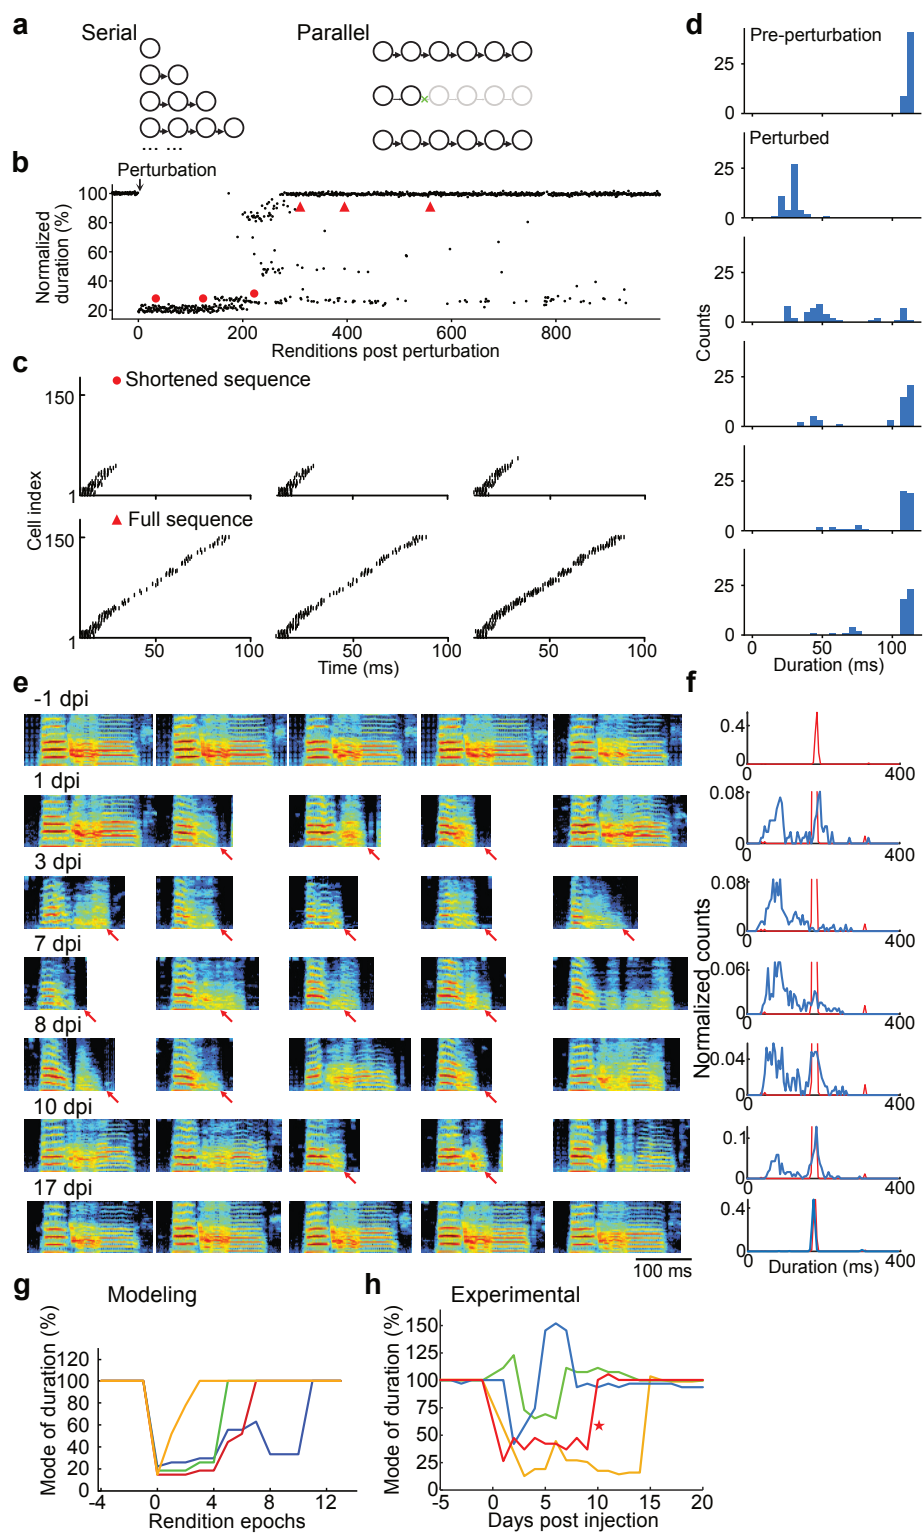 a
Serial
Parallel
... ...
b
Perturbation
Normalized
duration (%)
100
80
60
40
20
0 200 400 600 800
Renditions post perturbation
c
Shortened sequence
Cell index
150
1
50 100 50 100 50 100
Full sequence
150
1
50 100 50 100 50 100
Time (ms)
d
Pre-perturbation
25
0
Perturbed
25
0
Counts
25
0
25
0
25
0
25
0
0 50 100
Duration (ms)
e
-1 dpi
1 dpi
3 dpi
7 dpi
8 dpi
10 dpi
17 dpi
100 ms
f
Normalized counts
0.4
0
0 400
0.08
0
0 400
0.08
0
0 400
0.06
0
0 400
0.04
0
0 400
0.1
0
0 400
0.4
0
0 400
Duration (ms)
g
Modeling
Mode of duration (%)
120
100
80
60
40
20
0
-4 0 4 8 12
Rendition epochs
h
Experimental
Mode of duration (%)
150
125
100
75
50
25
0
-5 0 5 10 15 20
Days post injection